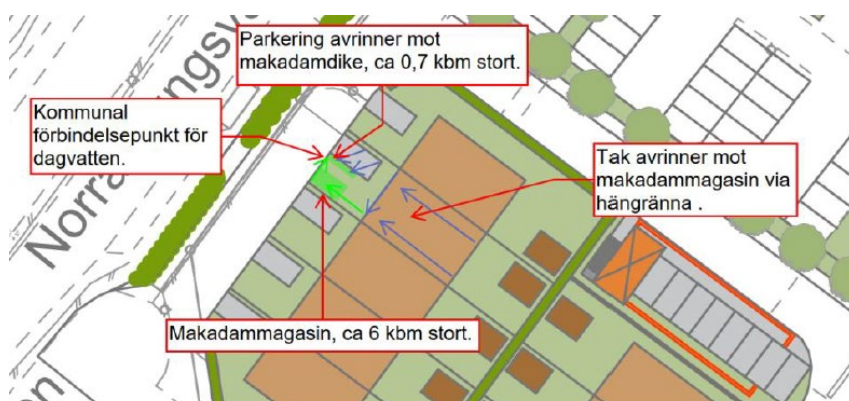 Parkering avrinner mot
makadamdike, ca 0,7 kbm stort.
Kommunal
förbindelsepunkt för
dagvatten.
Tak avrinner mot
makadammagasin via
hängränna .
Makadammagasin, ca 6 kbm stort.